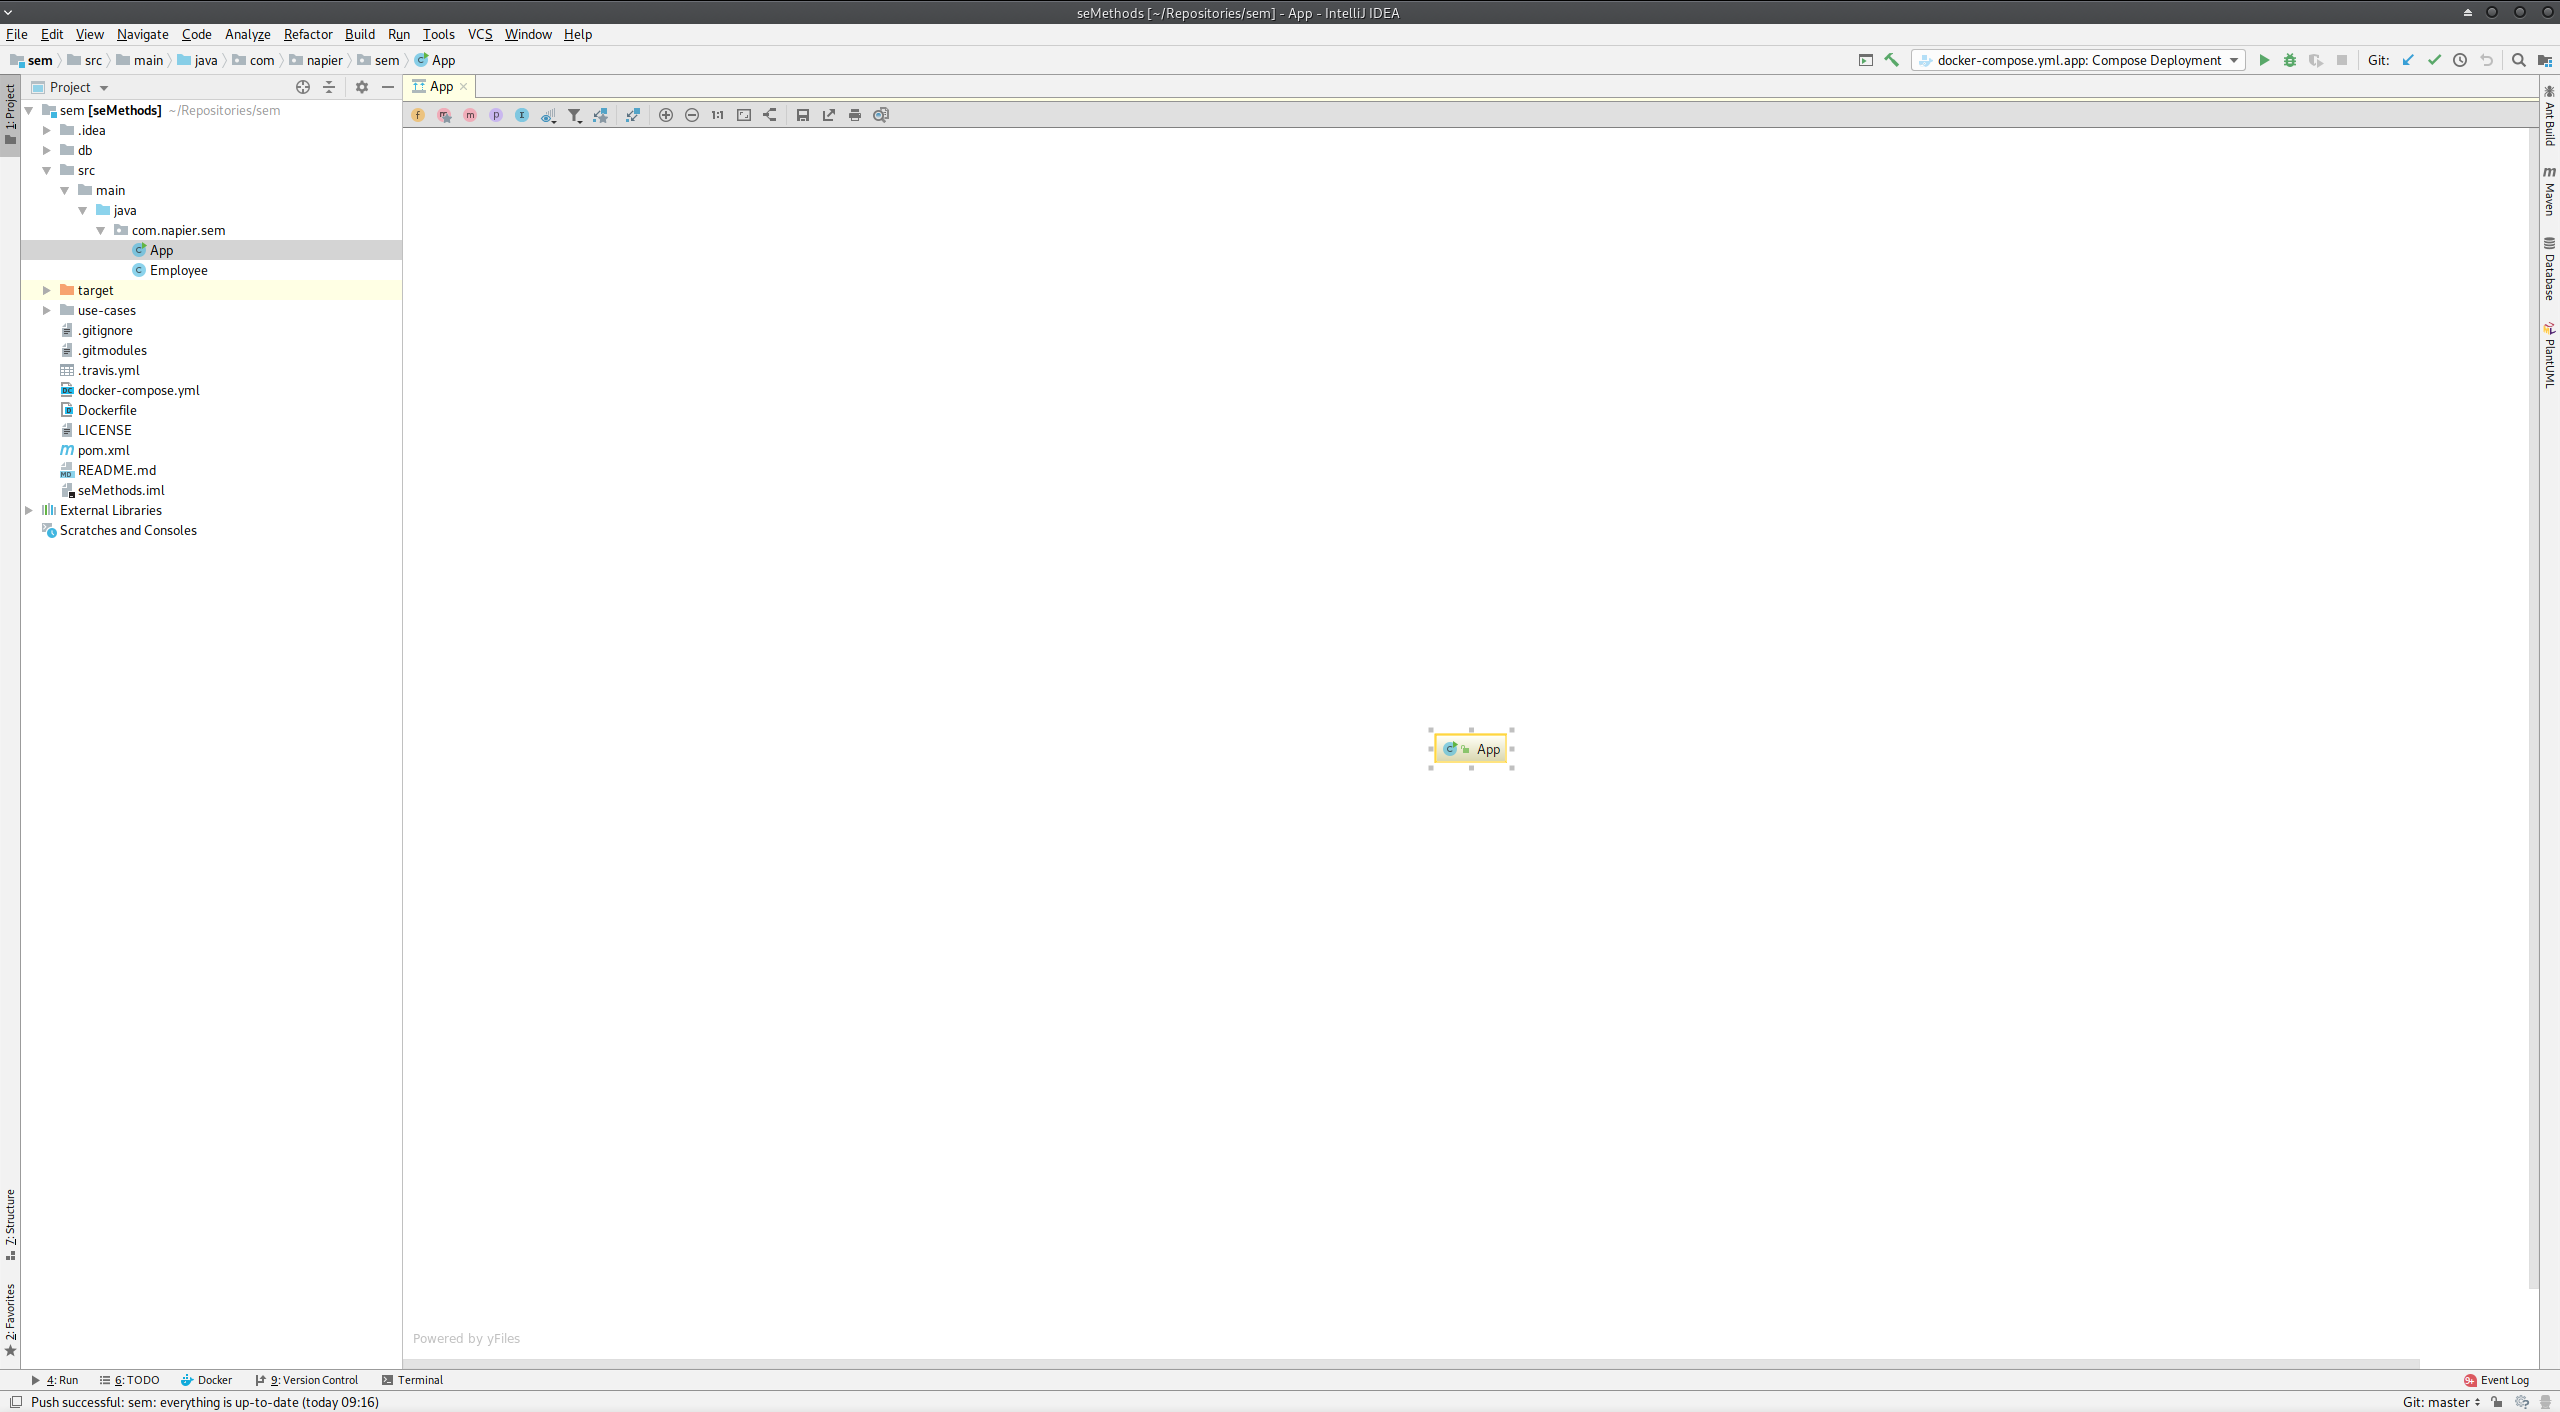 seMethods [~/Repositories/sem] - App - IntelliJ IDEA
File Edit View Navigate Code Analyze Refactor Build Run Tools VCS Window Help
sem src main java com napier sem App
docker-compose.yml.app: Compose Deployment
Git:
1: Project
Project
App
sem [seMethods] ~/Repositories/sem
.idea
db
src
main
java
com.napier.sem
App
Employee
target
use-cases
.gitignore
.gitmodules
.travis.yml
docker-compose.yml
Dockerfile
LICENSE
pom.xml
README.md
seMethods.iml
External Libraries
Scratches and Consoles
f m m p I 1:1
App
Powered by yFiles
Ant Build
Maven
Database
PlantUML
7: Structure
2: Favorites
4: Run 6: TODO Docker 9: Version Control Terminal
9+ Event Log
Push successful: sem: everything is up-to-date (today 09:16)
Git: master